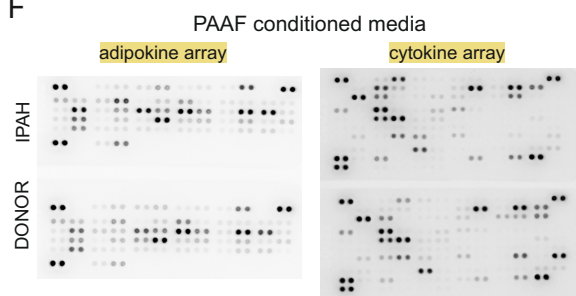 F
PAAF conditioned media
adipokine array
cytokine array
IPAH
DONOR